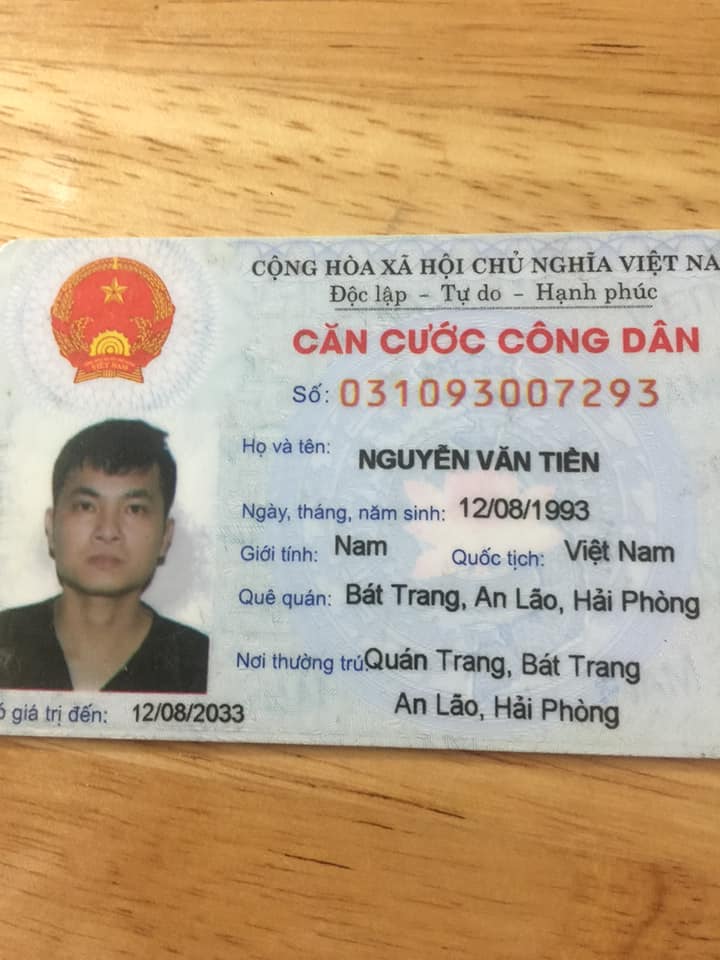 CỘNG HÒA XÃ HỘI CHỦ NGHĨA VIỆT NA
Độc lập - Tự do - Hạnh phúc
CĂN CƯỚC CÔNG DÂN
Số: 031093007293
Họ và tên: NGUYỄN VĂN TIẾN
Ngày, tháng, năm sinh: 12/08/1993
Giới tính: Nam Quốc tịch: Việt Nam
Quê quán: Bát Trang, An Lão, Hải Phòng
Nơi thường trú: Quán Trang, Bát Trang
An Lão, Hải Phòng
ó giá trị đến: 12/08/2033
VIỆT NAM